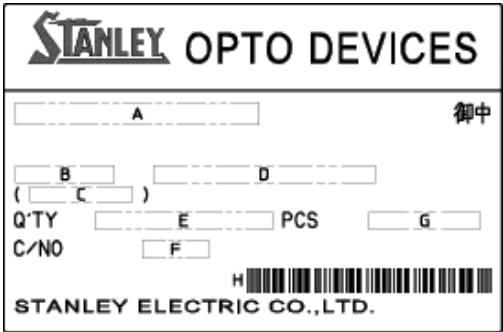 STANLEY OPTO DEVICES
A 御中
B D
( C )
Q'TY E PCS G
C/NO F
H
STANLEY ELECTRIC CO.,LTD.